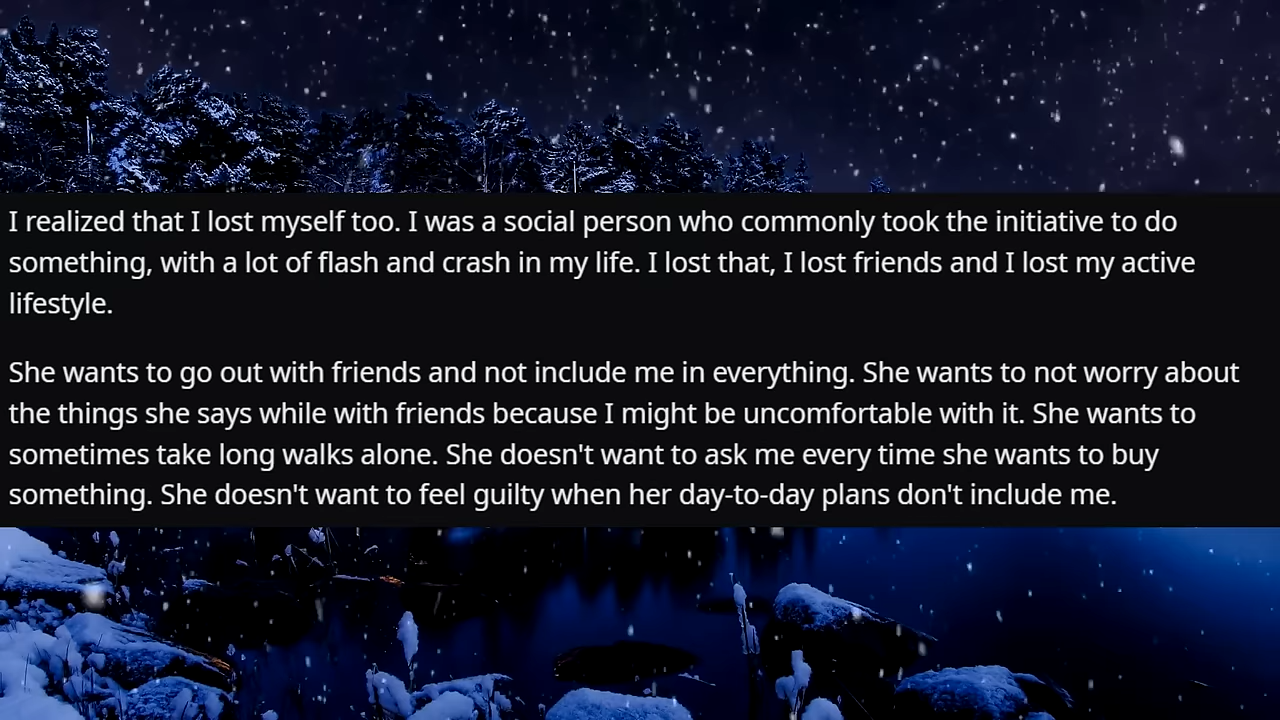 I realized that I lost myself too. I was a social person who commonly took the initiative to do
something, with a lot of flash and crash in my life. I lost that, I lost friends and I lost my active
lifestyle.
She wants to go out with friends and not include me in everything. She wants to not worry about
the things she says while with friends because I might be uncomfortable with it. She wants to
sometimes take long walks alone. She doesn't want to ask me every time she wants to buy
something. She doesn't want to feel guilty when her day-to-day plans don't include me.